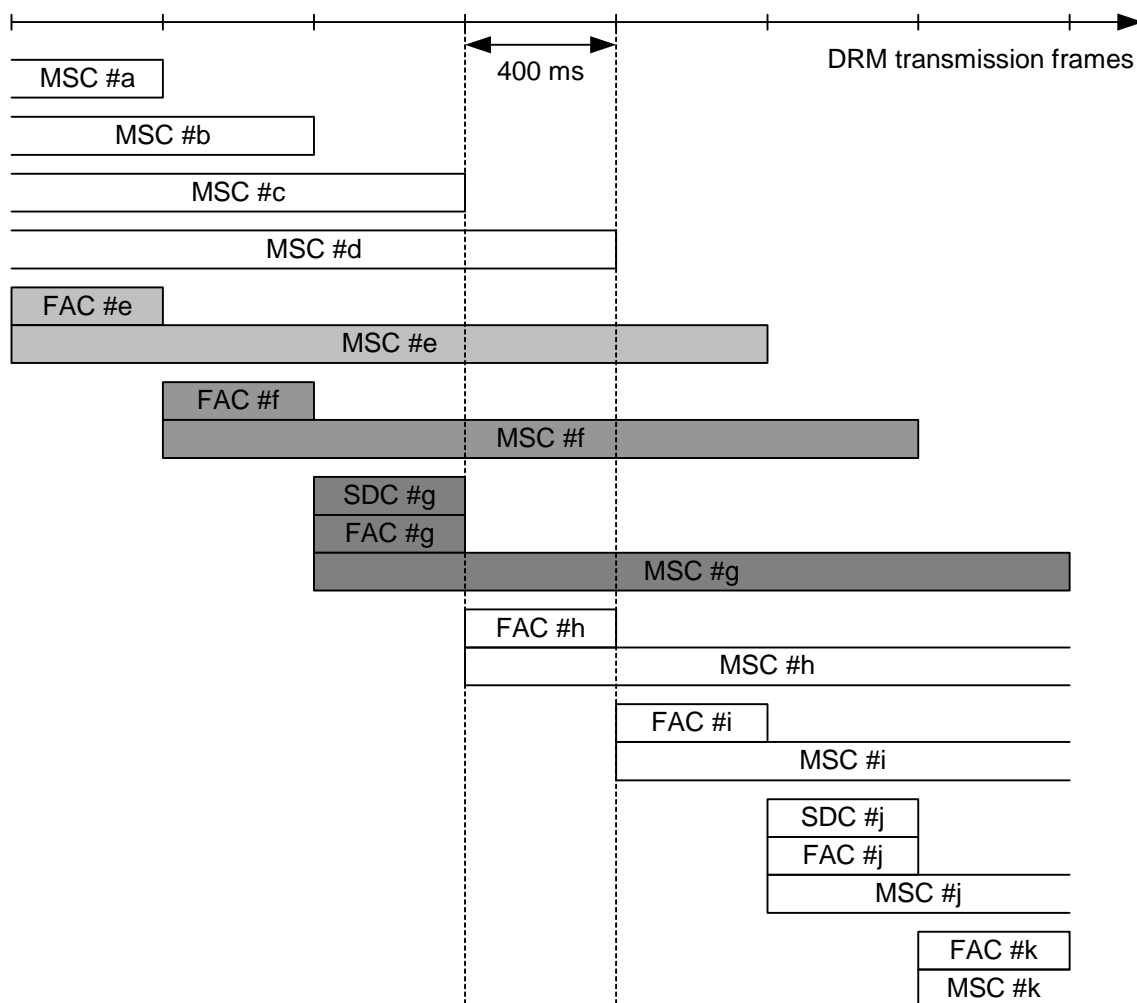 DRM transmission frames
400 ms
MSC #a
MSC #b
MSC #c
MSC #d
FAC #e
MSC #e
FAC #f
MSC #f
SDC #g
FAC #g
MSC #g
FAC #h
MSC #h
FAC #i
MSC #i
SDC #j
FAC #j
MSC #j
FAC #k
MSC #k